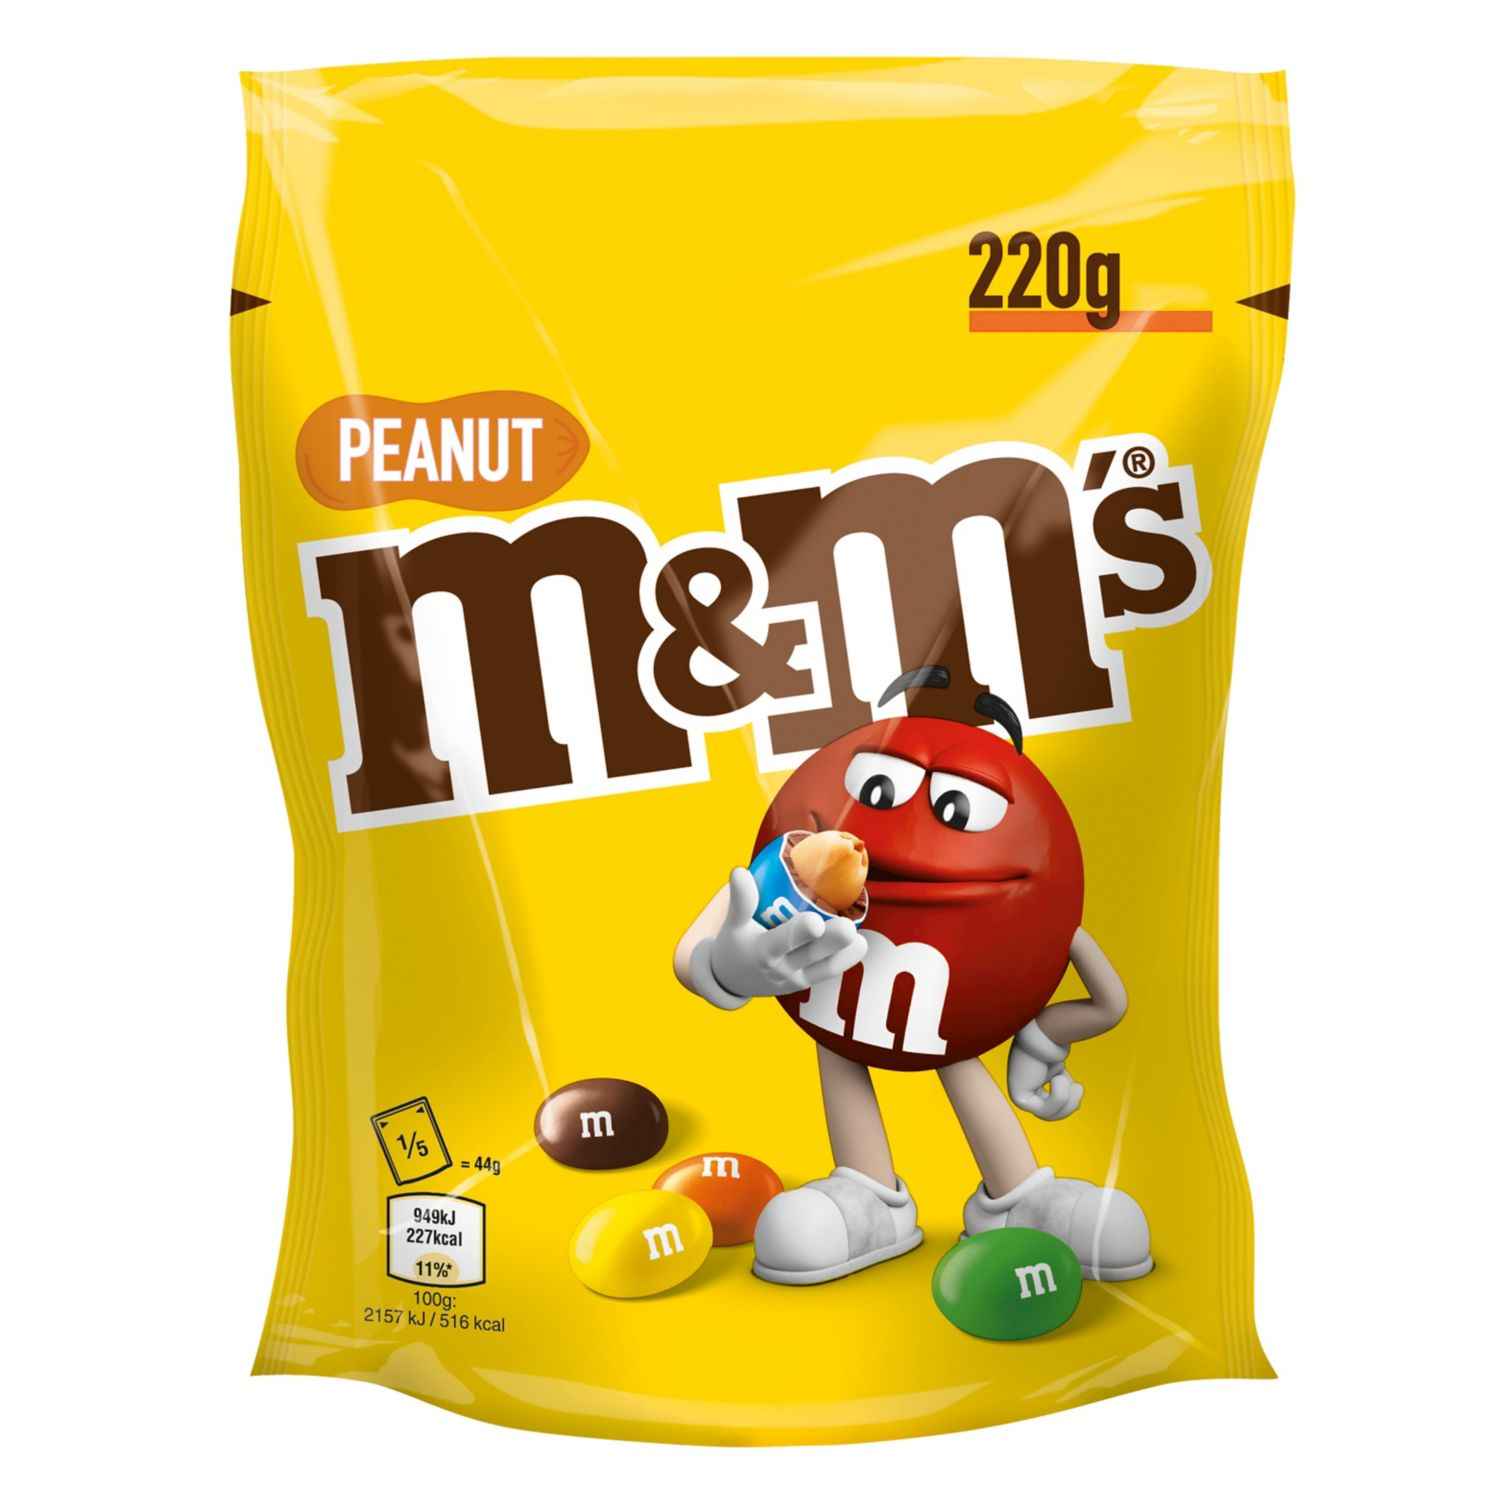 220g
PEANUT
m&m's®
m
m
m
m
m
m
1/5
= 44g
949kJ
227kcal
11%*
100g:
2157 kJ / 516 kcal